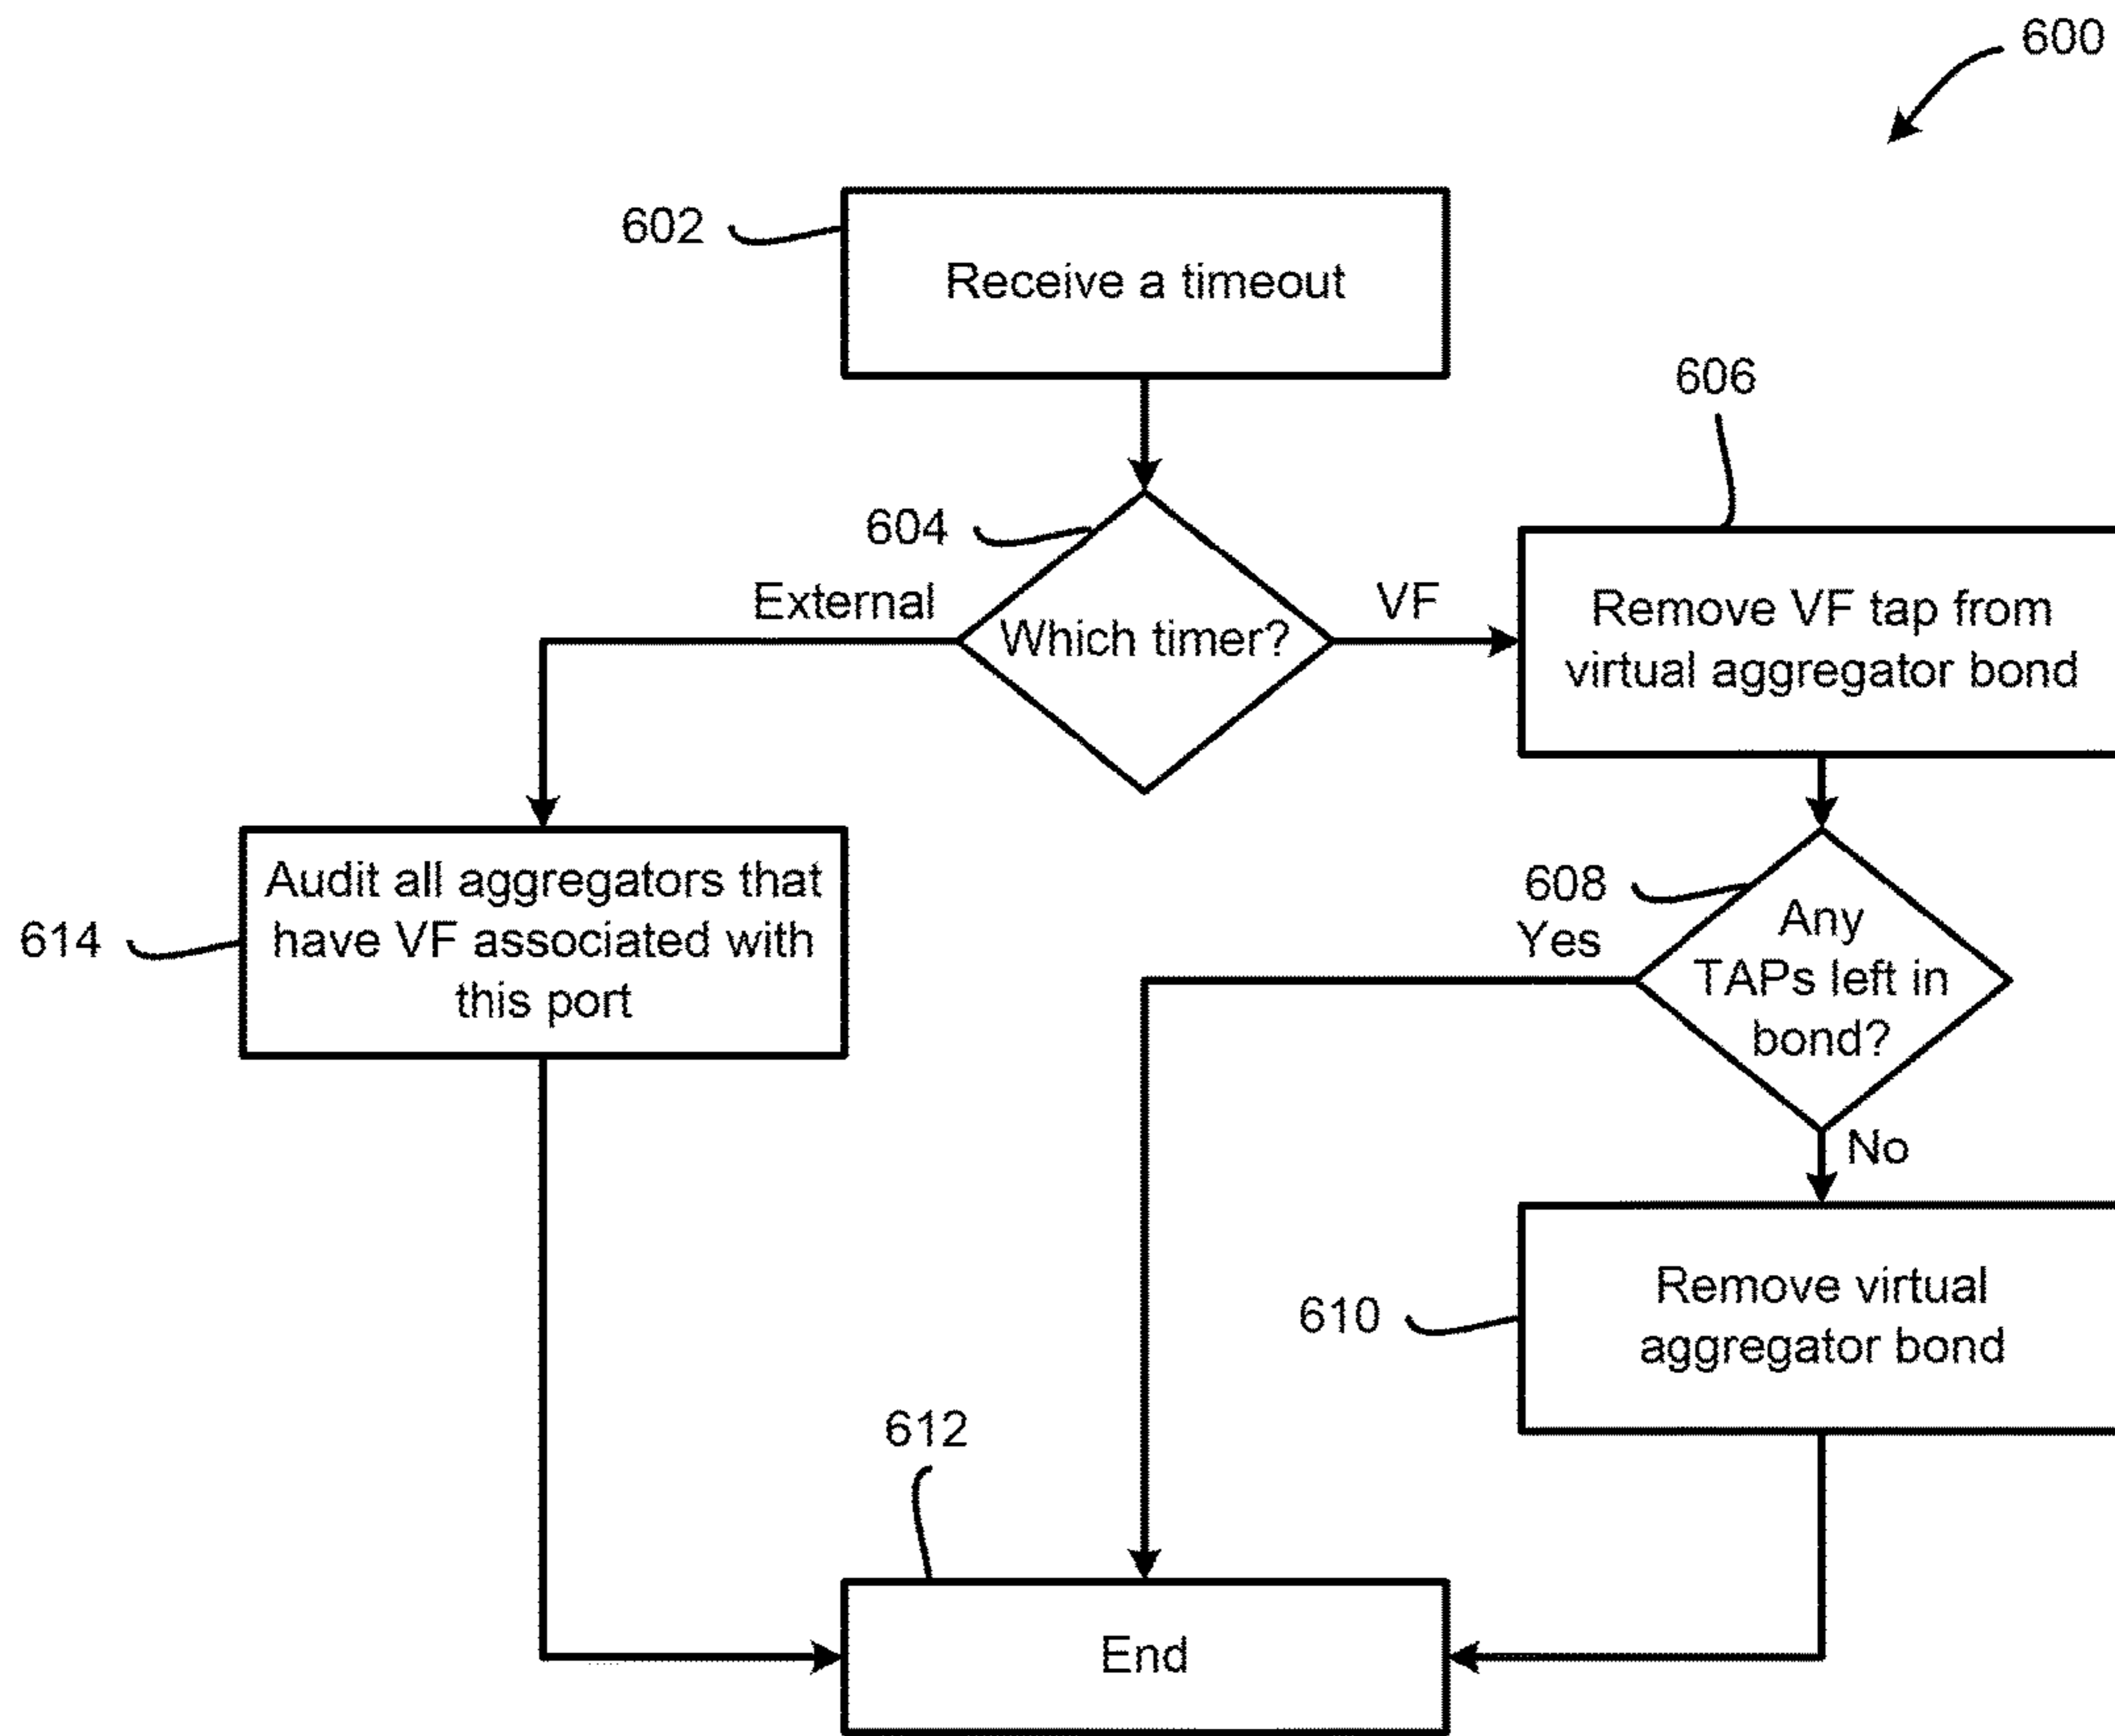 600
602
Receive a timeout
606
604
External
Which timer?
VF
Remove VF tap from
virtual aggregator bond
614
Audit all aggregators that
have VF associated with
this port
608
Yes
Any
TAPs left in
bond?
No
610
Remove virtual
aggregator bond
612
End